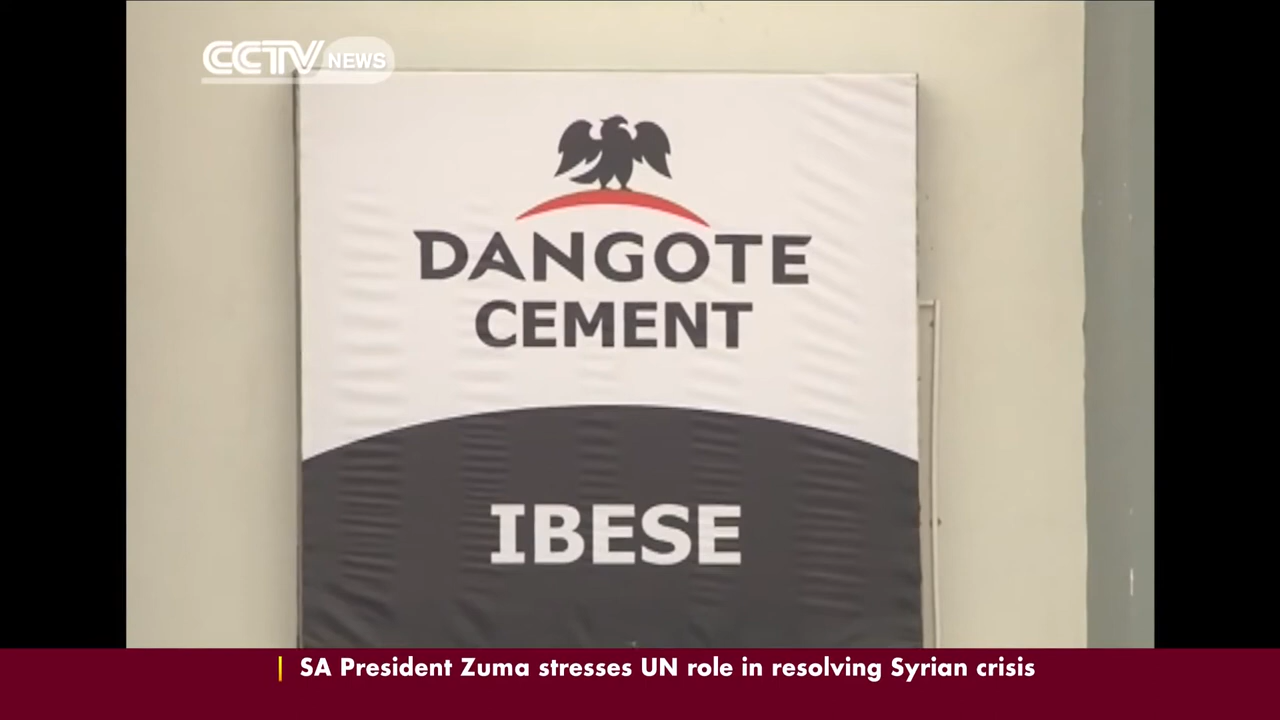 CCTV NEWS
DANGOTE
CEMENT
IBESE
SA President Zuma stresses UN role in resolving Syrian crisis